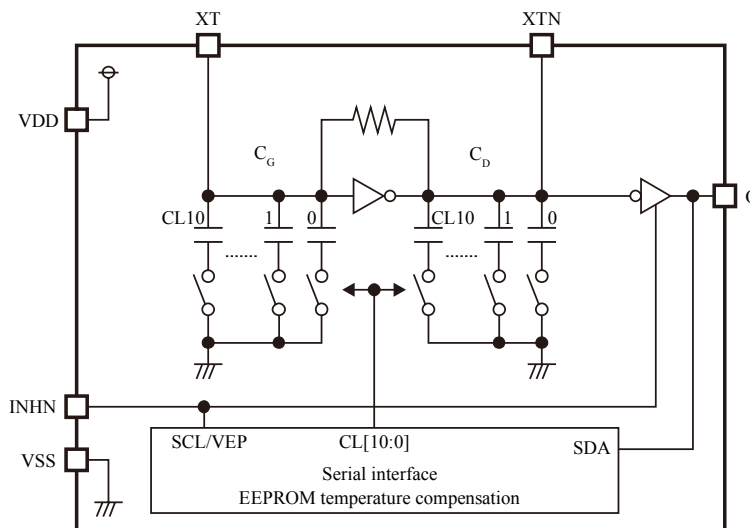 XT XTN
VDD
C_G C_D
Q
CL10 1 0 CL10 1 0
........ ........
INHN
SCL/VEP CL[10:0] SDA
VSS
Serial interface
EEPROM temperature compensation